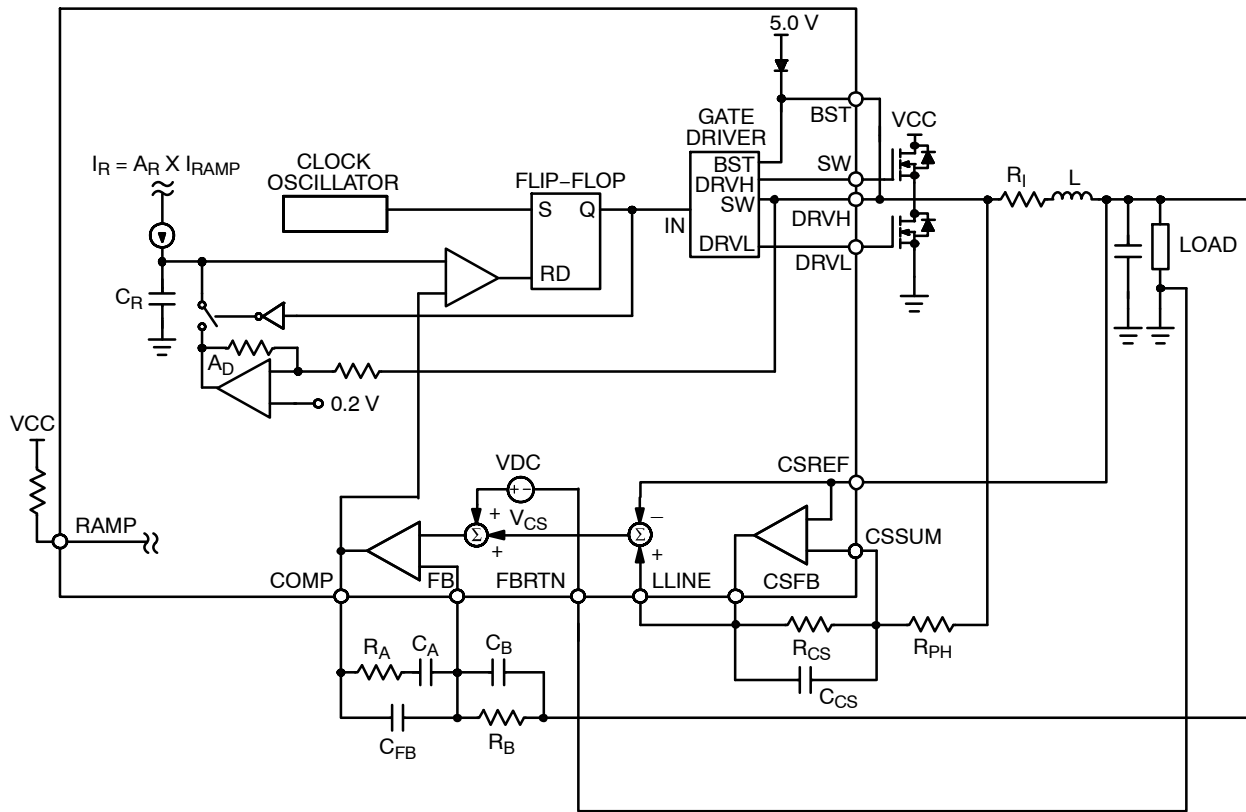 5.0 V
BST
VCC
GATE
DRIVER
I_R = A_R X I_RAMP
CLOCK
OSCILLATOR
FLIP–FLOP
BST
DRVH
SW
DRVL
IN
SW
R_I
L
S
Q
DRVH
LOAD
RD
DRVL
C_R
A_D
0.2 V
VCC
VDC
+ –
CSREF
RAMP
+
V_CS
–
Σ
+
Σ
+
CSSUM
COMP
FB
FBRTN
LLINE
CSFB
R_A
C_A
C_B
R_CS
R_PH
C_CS
C_FB
R_B